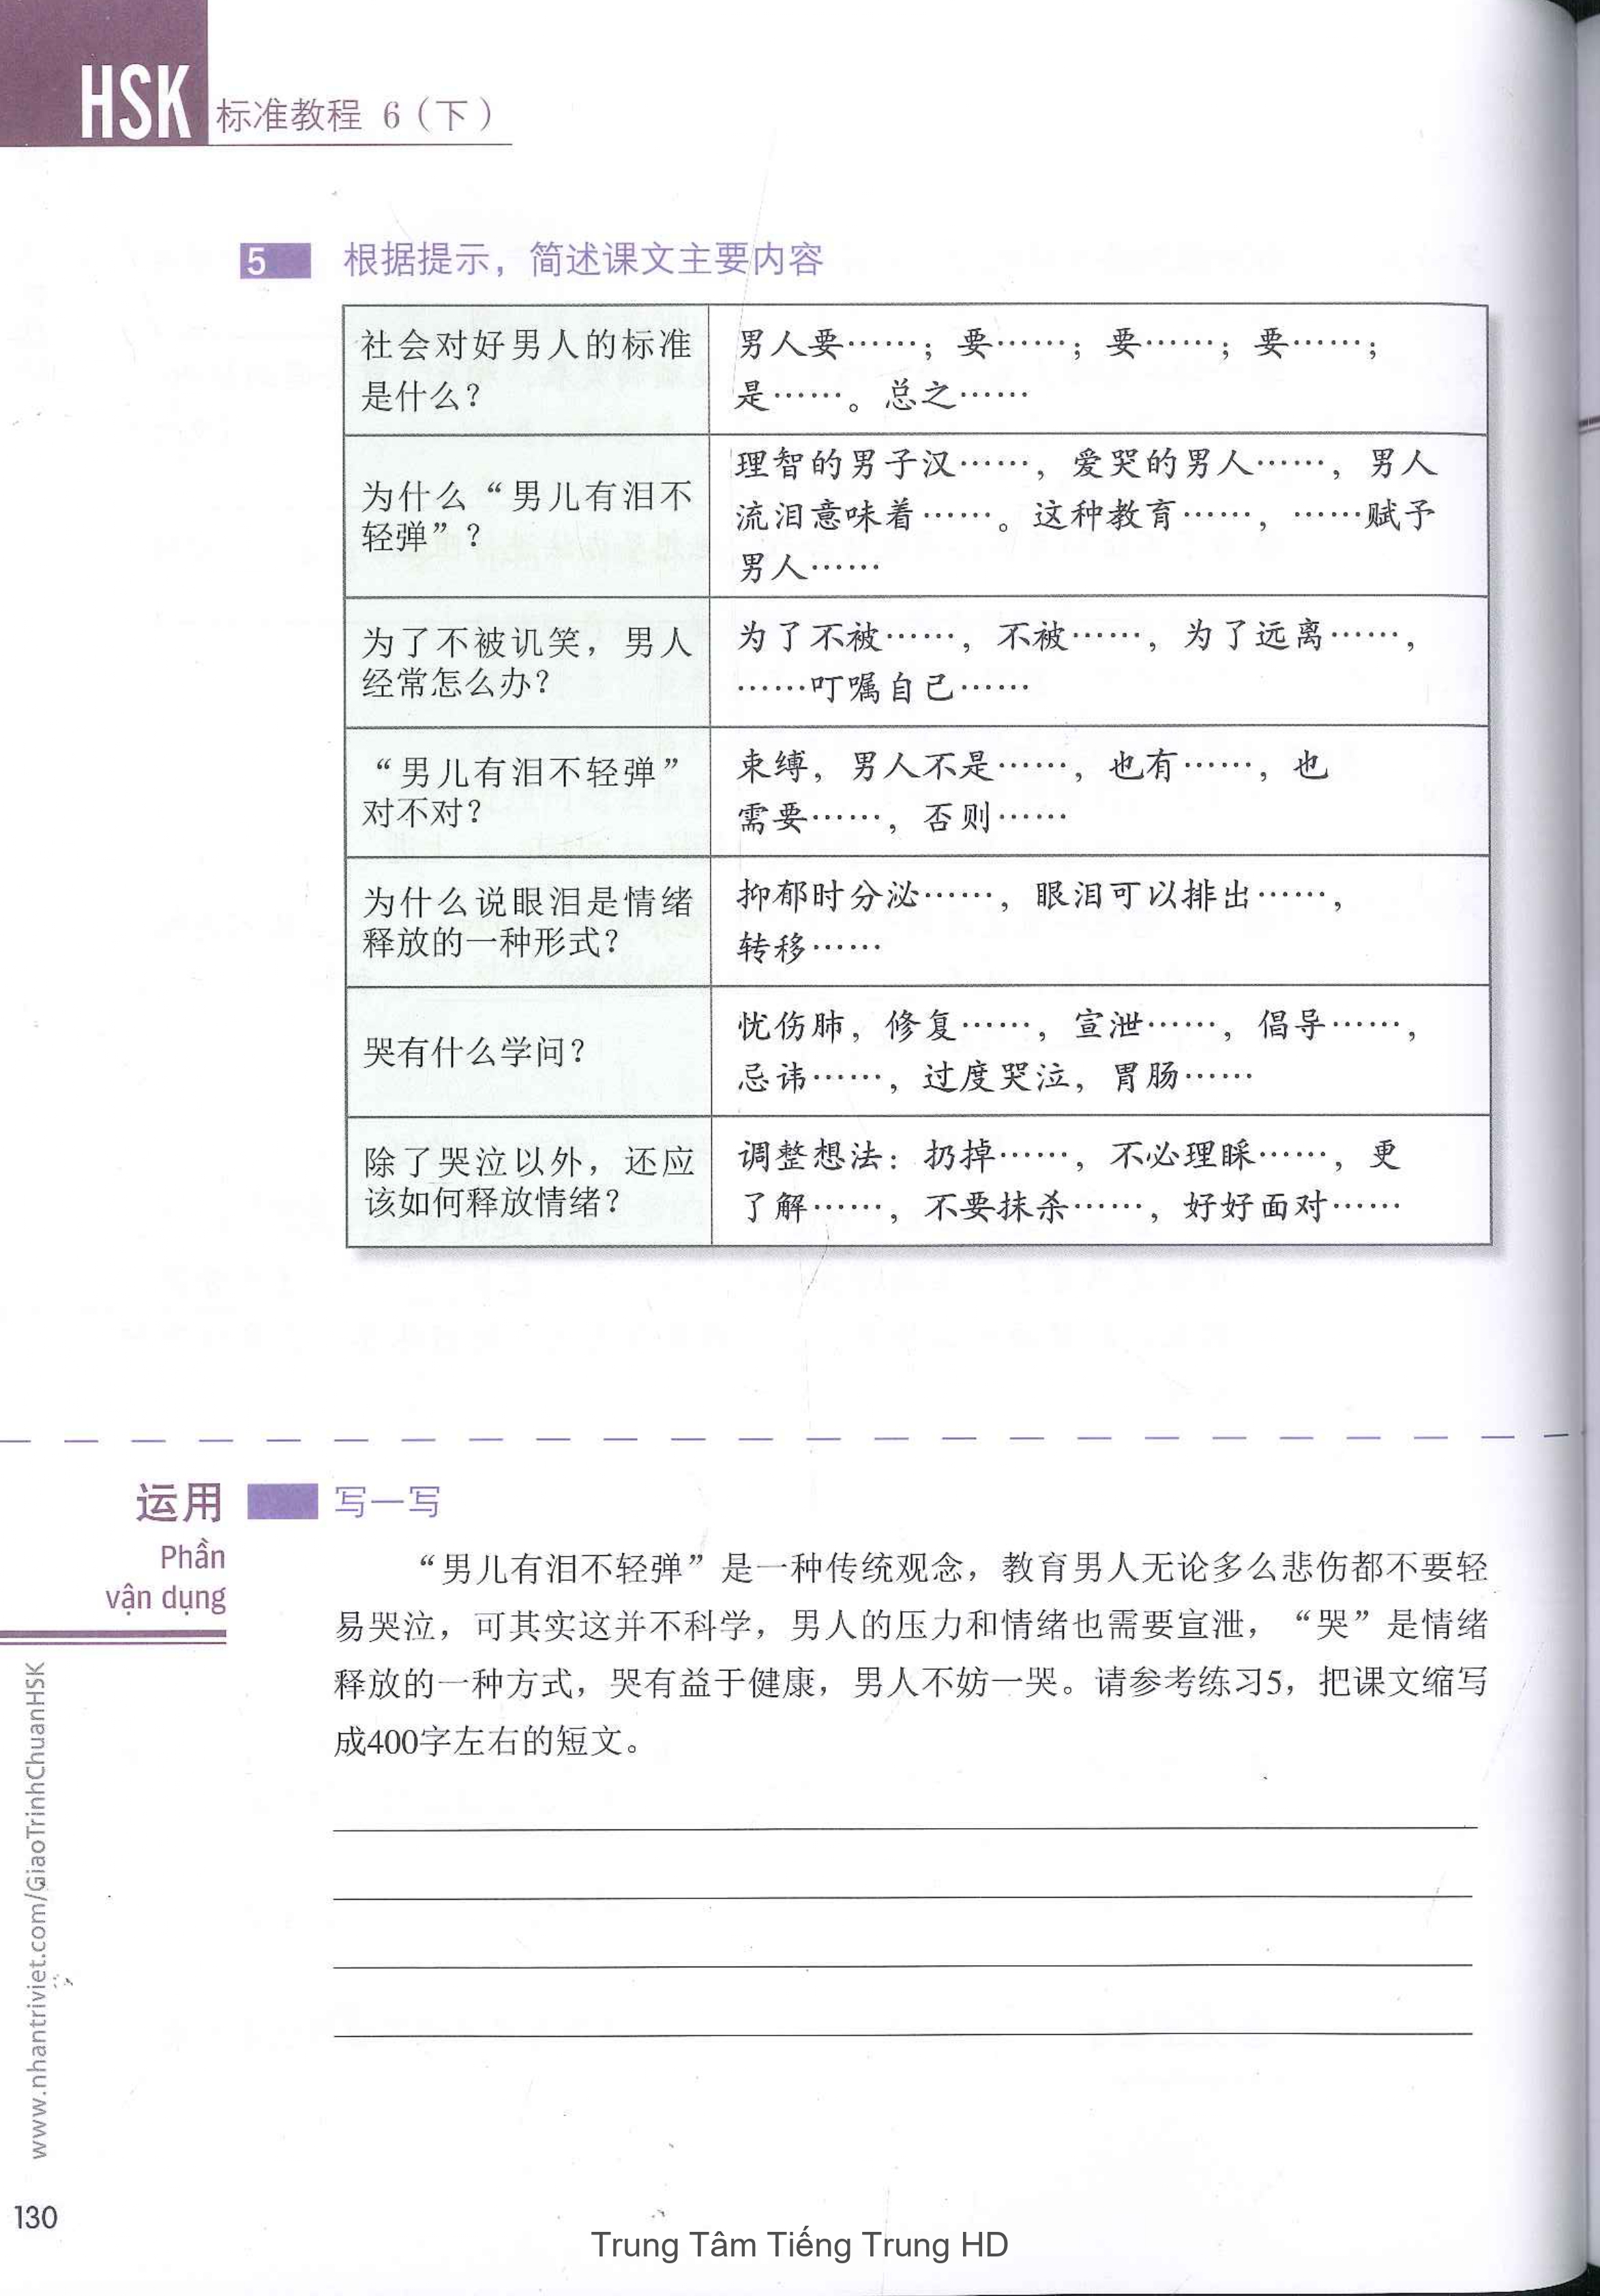 HSK 标准教程 6（下）
5 根据提示，简述课文主要内容
社会对好男人的标准
是什么？
男人要……；要……；要……；要……；
是……。总之……
为什么“男儿有泪不
轻弹”？
理智的男子汉……，爱哭的男人……，男人
流泪意味着……。这种教育……，……赋予
男人……
为了不被讥笑，男人
经常怎么办？
为了不被……，不被……，为了远离……，
……叮嘱自己……
“男儿有泪不轻弹”
对不对？
束缚，男人不是……，也有……，也
需要……，否则……
为什么说眼泪是情绪
释放的一种形式？
抑郁时分泌……，眼泪可以排出……，
转移……
哭有什么学问？
忧伤肺，修复……，宣泄……，倡导……，
忌讳……，过度哭泣，胃肠……
除了哭泣以外，还应
该如何释放情绪？
调整想法：扔掉……，不必理睬……，更
了解……，不要抹杀……，好好面对……
运用
Phần
vận dụng
写一写
“男儿有泪不轻弹”是一种传统观念，教育男人无论多么悲伤都不要轻
易哭泣，可其实这并不科学，男人的压力和情绪也需要宣泄，“哭”是情绪
释放的一种方式，哭有益于健康，男人不妨一哭。请参考练习5，把课文缩写
成400字左右的短文。
www.nhantriviet.com/GiaoTrinhChuanHSK
130
Trung Tâm Tiếng Trung HD